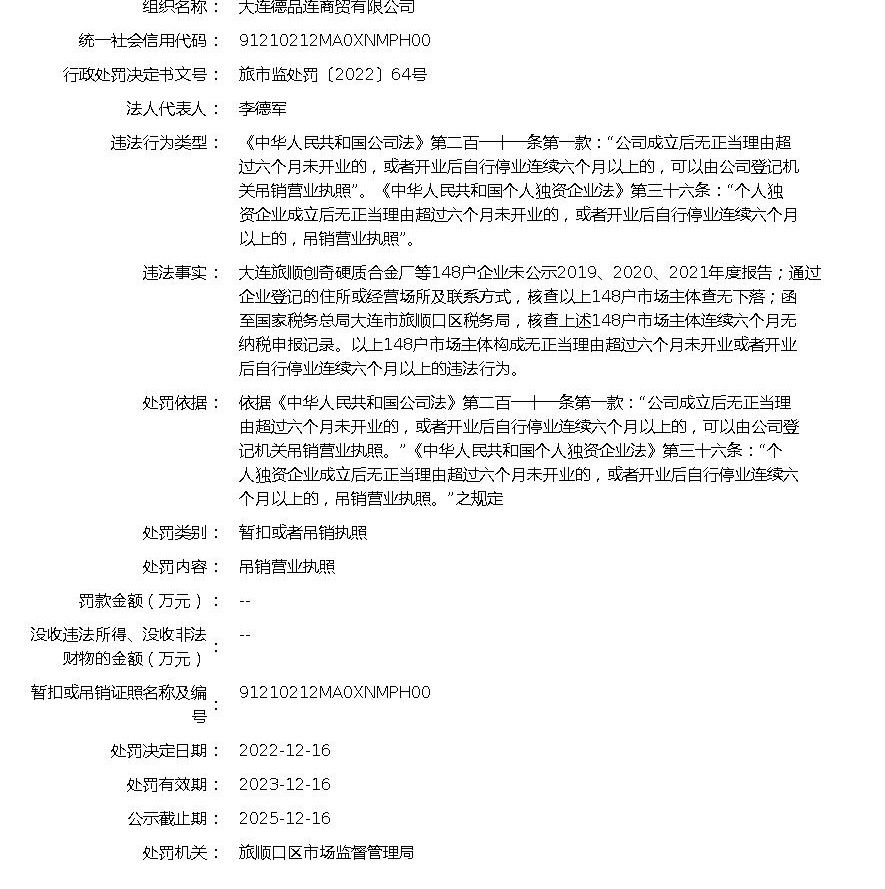 组织名称： 大连德品连商贸有限公司
统一社会信用代码： 91210212MA0XNMPH00
行政处罚决定书文号： 旅市监处罚〔2022〕64号
法人代表人： 李德军
违法行为类型： 《中华人民共和国公司法》第二百一十一条第一款：“公司成立后无正当理由超
过六个月未开业的，或者开业后自行停业连续六个月以上的，可以由公司登记机
关吊销营业执照”。《中华人民共和国个人独资企业法》第三十六条：“个人独
资企业成立后无正当理由超过六个月未开业的，或者开业后自行停业连续六个月
以上的，吊销营业执照”。
违法事实： 大连旅顺创奇硬质合金厂等148户企业未公示2019、2020、2021年度报告；通过
企业登记的住所或经营场所及联系方式，核查以上148户市场主体查无下落；函
至国家税务总局大连市旅顺口区税务局，核查上述148户市场主体连续六个月无
纳税申报记录。以上148户市场主体构成无正当理由超过六个月未开业或者开业
后自行停业连续六个月以上的违法行为。
处罚依据： 依据《中华人民共和国公司法》第二百一十一条第一款：“公司成立后无正当理
由超过六个月未开业的，或者开业后自行停业连续六个月以上的，可以由公司登
记机关吊销营业执照。”《中华人民共和国个人独资企业法》第三十六条：“个
人独资企业成立后无正当理由超过六个月未开业的，或者开业后自行停业连续六
个月以上的，吊销营业执照。”之规定
处罚类别： 暂扣或者吊销执照
处罚内容： 吊销营业执照
罚款金额（万元）： --
没收违法所得、没收非法
财物的金额（万元）： --
暂扣或吊销证照名称及编
号： 91210212MA0XNMPH00
处罚决定日期： 2022-12-16
处罚有效期： 2023-12-16
公示截止期： 2025-12-16
处罚机关： 旅顺口区市场监督管理局